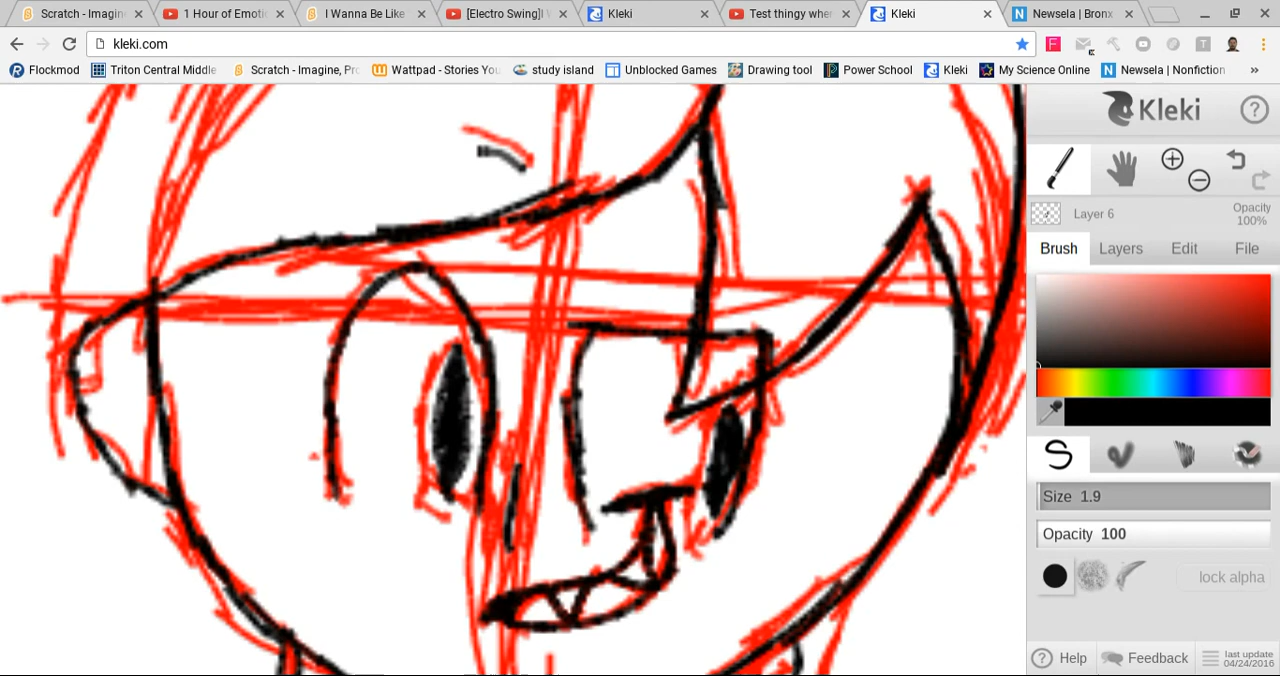 Scratch - Imagin
1 Hour of Emoti
I Wanna Be Like
[Electro Swing]I
Kleki
Test thingy when
Kleki
Newsela | Bronx
kleki.com
Flockmod
Triton Central Middle
Scratch - Imagine, Pro
Wattpad - Stories You
study island
Unblocked Games
Drawing tool
Power School
Kleki
My Science Online
Newsela | Nonfiction
»
Kleki
Layer 6
Opacity
100%
Brush
Layers
Edit
File
Size 1.9
Opacity 100
lock alpha
Help
Feedback
last update
04/24/2016